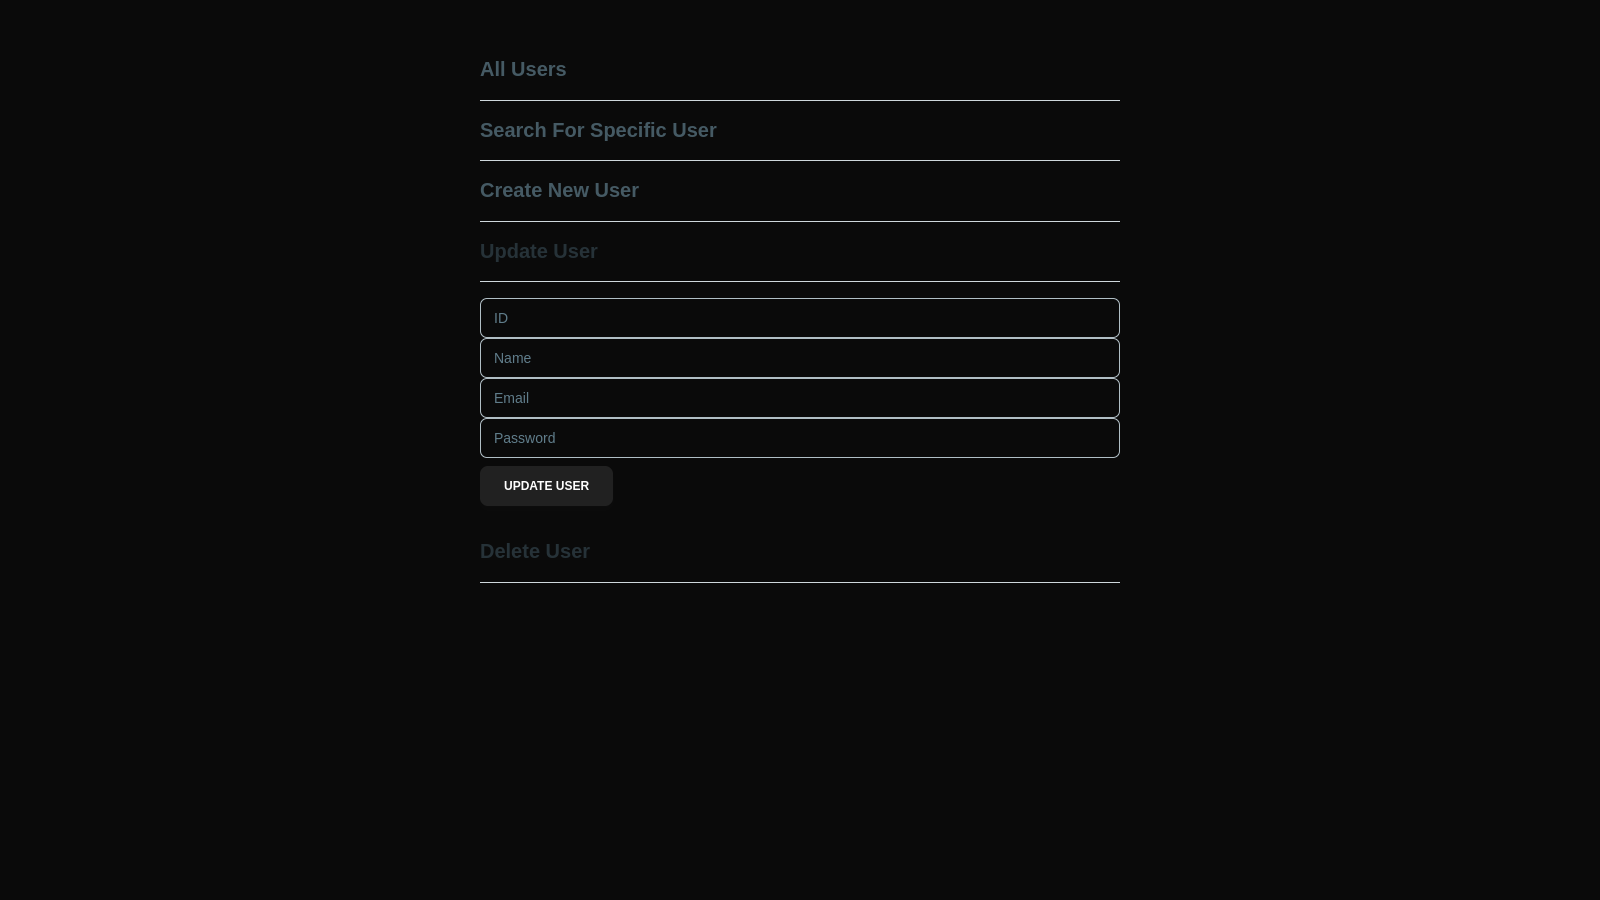 All Users
Search For Specific User
Create New User
Update User
ID
Name
Email
Password
UPDATE USER
Delete User